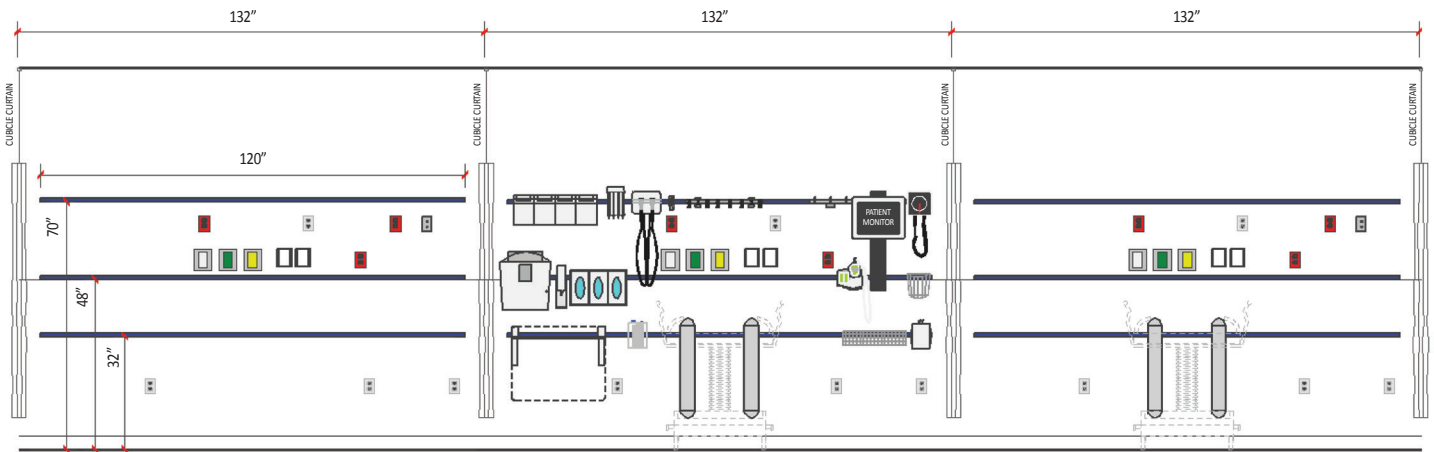 132”
132”
132”
CUBICLE CURTAIN
CUBICLE CURTAIN
CUBICLE CURTAIN
CUBICLE CURTAIN
120”
70”
48”
32”
PATIENT
MONITOR